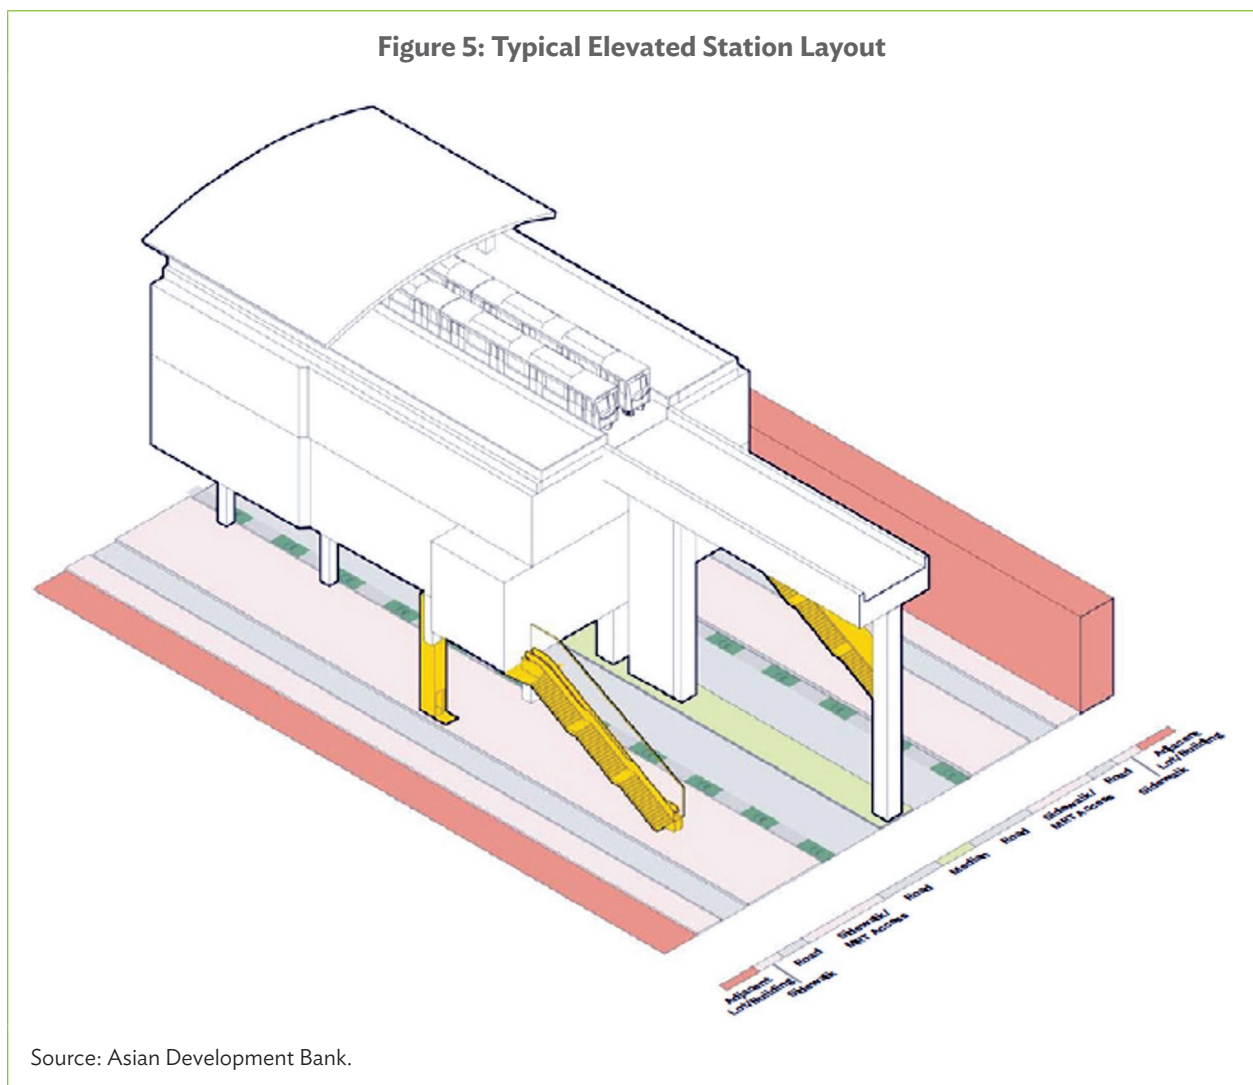 Figure 5: Typical Elevated Station Layout
Adjacent
Lot/Building
Sidewalk
Road
Sidewalk/
MRT Access
Road
Median
Road
Sidewalk/
MRT Access
Road
Sidewalk
Adjacent
Lot/Building
Source: Asian Development Bank.